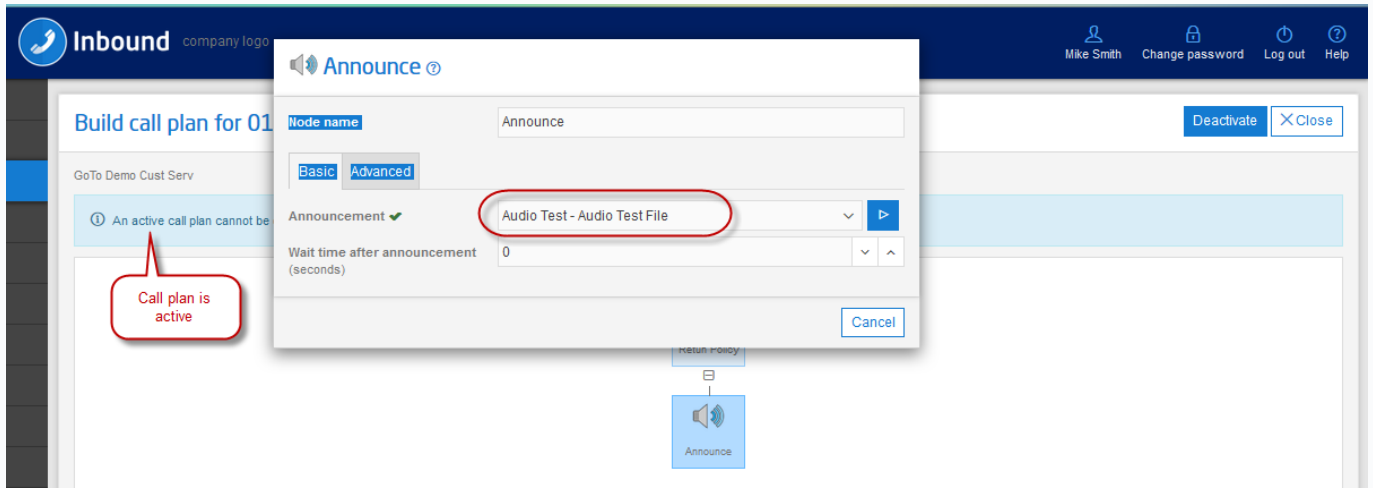 Inbound company logo
Mike Smith Change password Log out Help
Announce
Build call plan for 01
Deactivate Close
Node name Announce
Basic Advanced
GoTo Demo Cust Serv
An active call plan cannot be
Announcement Audio Test - Audio Test File
Wait time after announcement 0
(seconds)
Call plan is
active
Cancel
Retun Policy
Announce